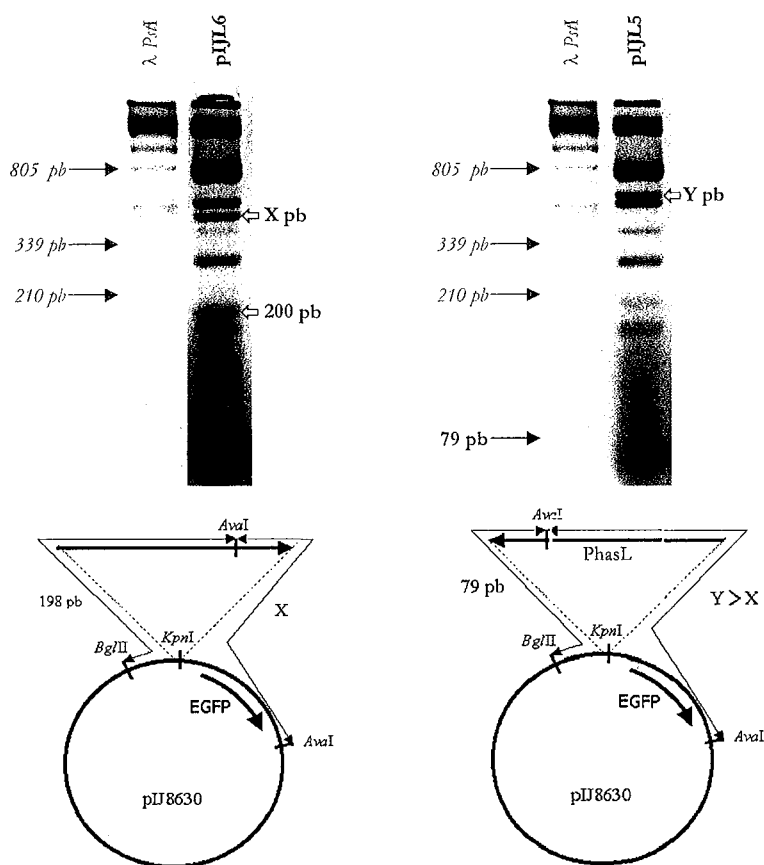 λ PstI
pIJL6
805 pb
X pb
339 pb
210 pb
200 pb
λ PstI
pIJL5
805 pb
Y pb
339 pb
210 pb
79 pb
AvaI
198 pb
X
BglII
KpnI
EGFP
AvaI
pIJ8630
AvaI
PhasL
79 pb
Y > X
BglII
KpnI
EGFP
AvaI
pIJ8630